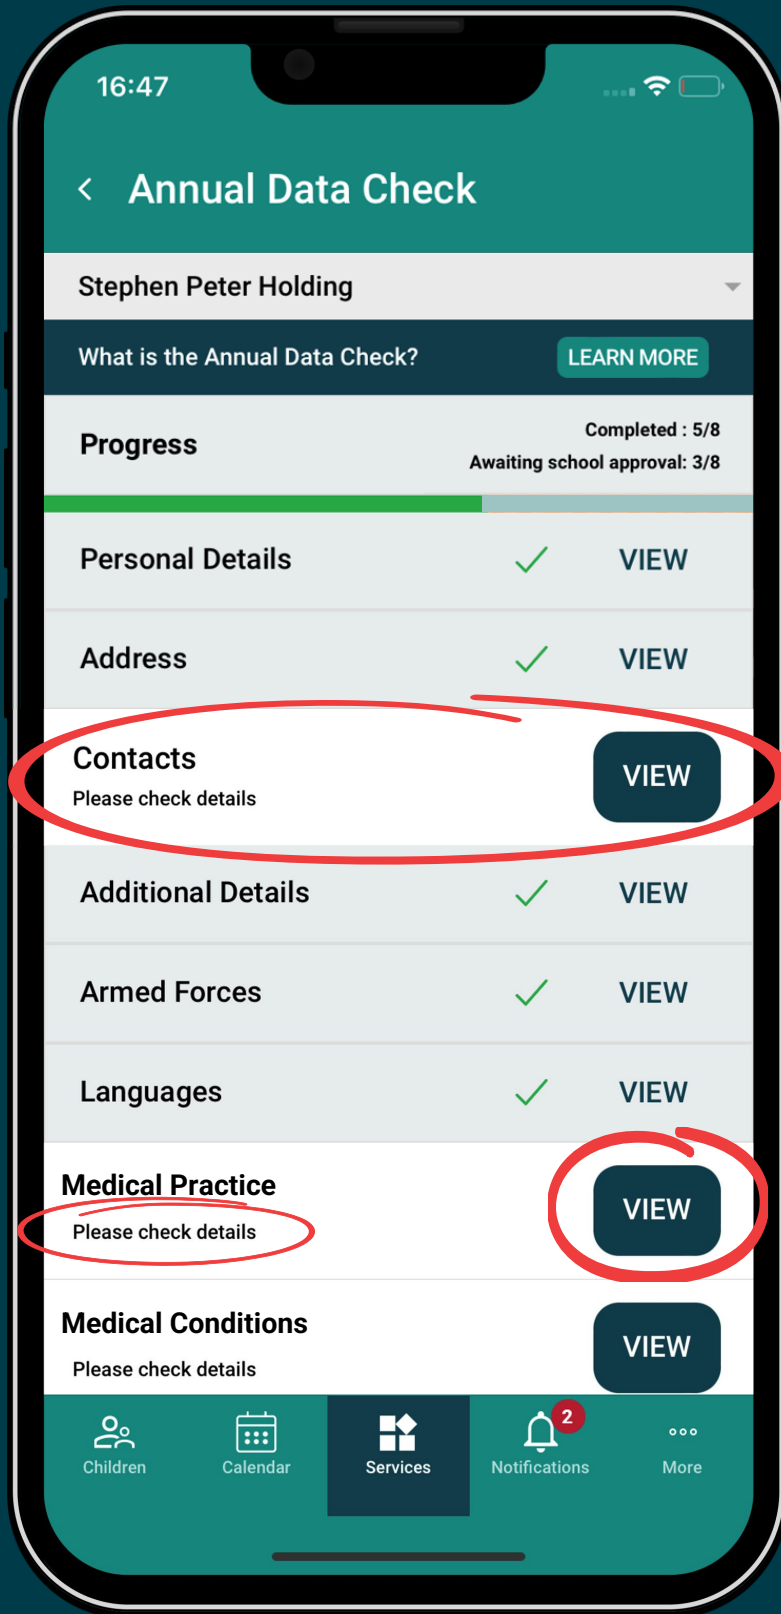 16:47
Annual Data Check
Stephen Peter Holding
What is the Annual Data Check? LEARN MORE
Progress
Completed : 5/8
Awaiting school approval: 3/8
Personal Details VIEW
Address VIEW
Contacts
Please check details
VIEW
Additional Details VIEW
Armed Forces VIEW
Languages VIEW
Medical Practice
Please check details
VIEW
Medical Conditions
Please check details
VIEW
2
Children Calendar Services Notifications More